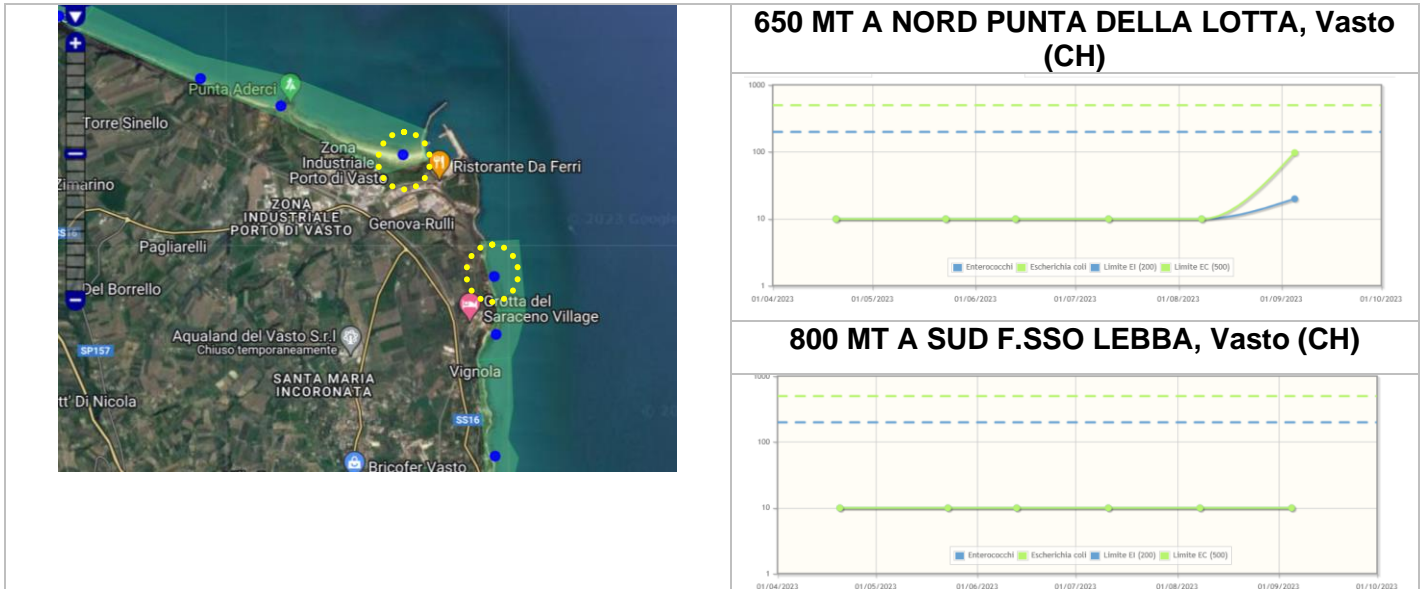 Punta Aderci
Torre Sinello
Zona
Industriale
Porto di Vasto
Ristorante Da Ferri
Zimarino
ZONA
INDUSTRIALE
PORTO DI VASTO
Genova-Rulli
© 2023 Google
Pagliarelli
Del Borrello
Grotta del
Saraceno Village
Aqualand del Vasto S.r.l
Chiuso temporaneamente
SP157
Vignola
SANTA MARIA
INCORONATA
tt' Di Nicola
SS16
Bricofer Vasto
650 MT A NORD PUNTA DELLA LOTTA, Vasto
(CH)
1000
100
10
1
Enterococchi Escherichia coli Limite EI (200) Limite EC (500)
01/04/2023 01/05/2023 01/06/2023 01/07/2023 01/08/2023 01/09/2023 01/10/2023
800 MT A SUD F.SSO LEBBA, Vasto (CH)
1000
100
10
1
Enterococchi Escherichia coli Limite EI (200) Limite EC (500)
01/04/2023 01/05/2023 01/06/2023 01/07/2023 01/08/2023 01/09/2023 01/10/2023